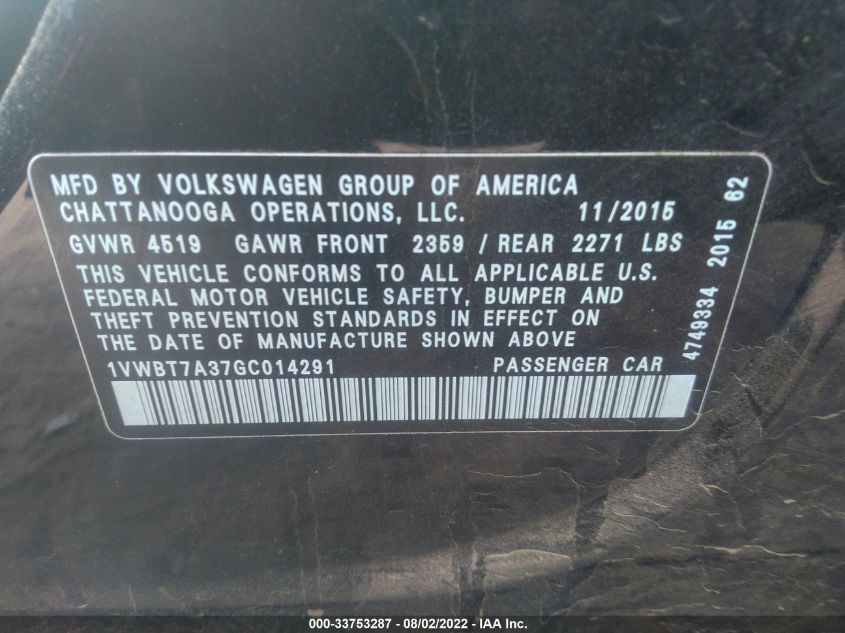 MFD BY VOLKSWAGEN GROUP OF AMERICA
CHATTANOOGA OPERATIONS, LLC. 11/2015
GVWR 4519 GAWR FRONT 2359 / REAR 2271 LBS
THIS VEHICLE CONFORMS TO ALL APPLICABLE U.S.
FEDERAL MOTOR VEHICLE SAFETY, BUMPER AND
THEFT PREVENTION STANDARDS IN EFFECT ON
THE DATE OF MANUFACTURE SHOWN ABOVE
1VWBT7A37GC014291 PASSENGER CAR
4749334 2015 62
000-33753287 - 08/02/2022 - IAA Inc.